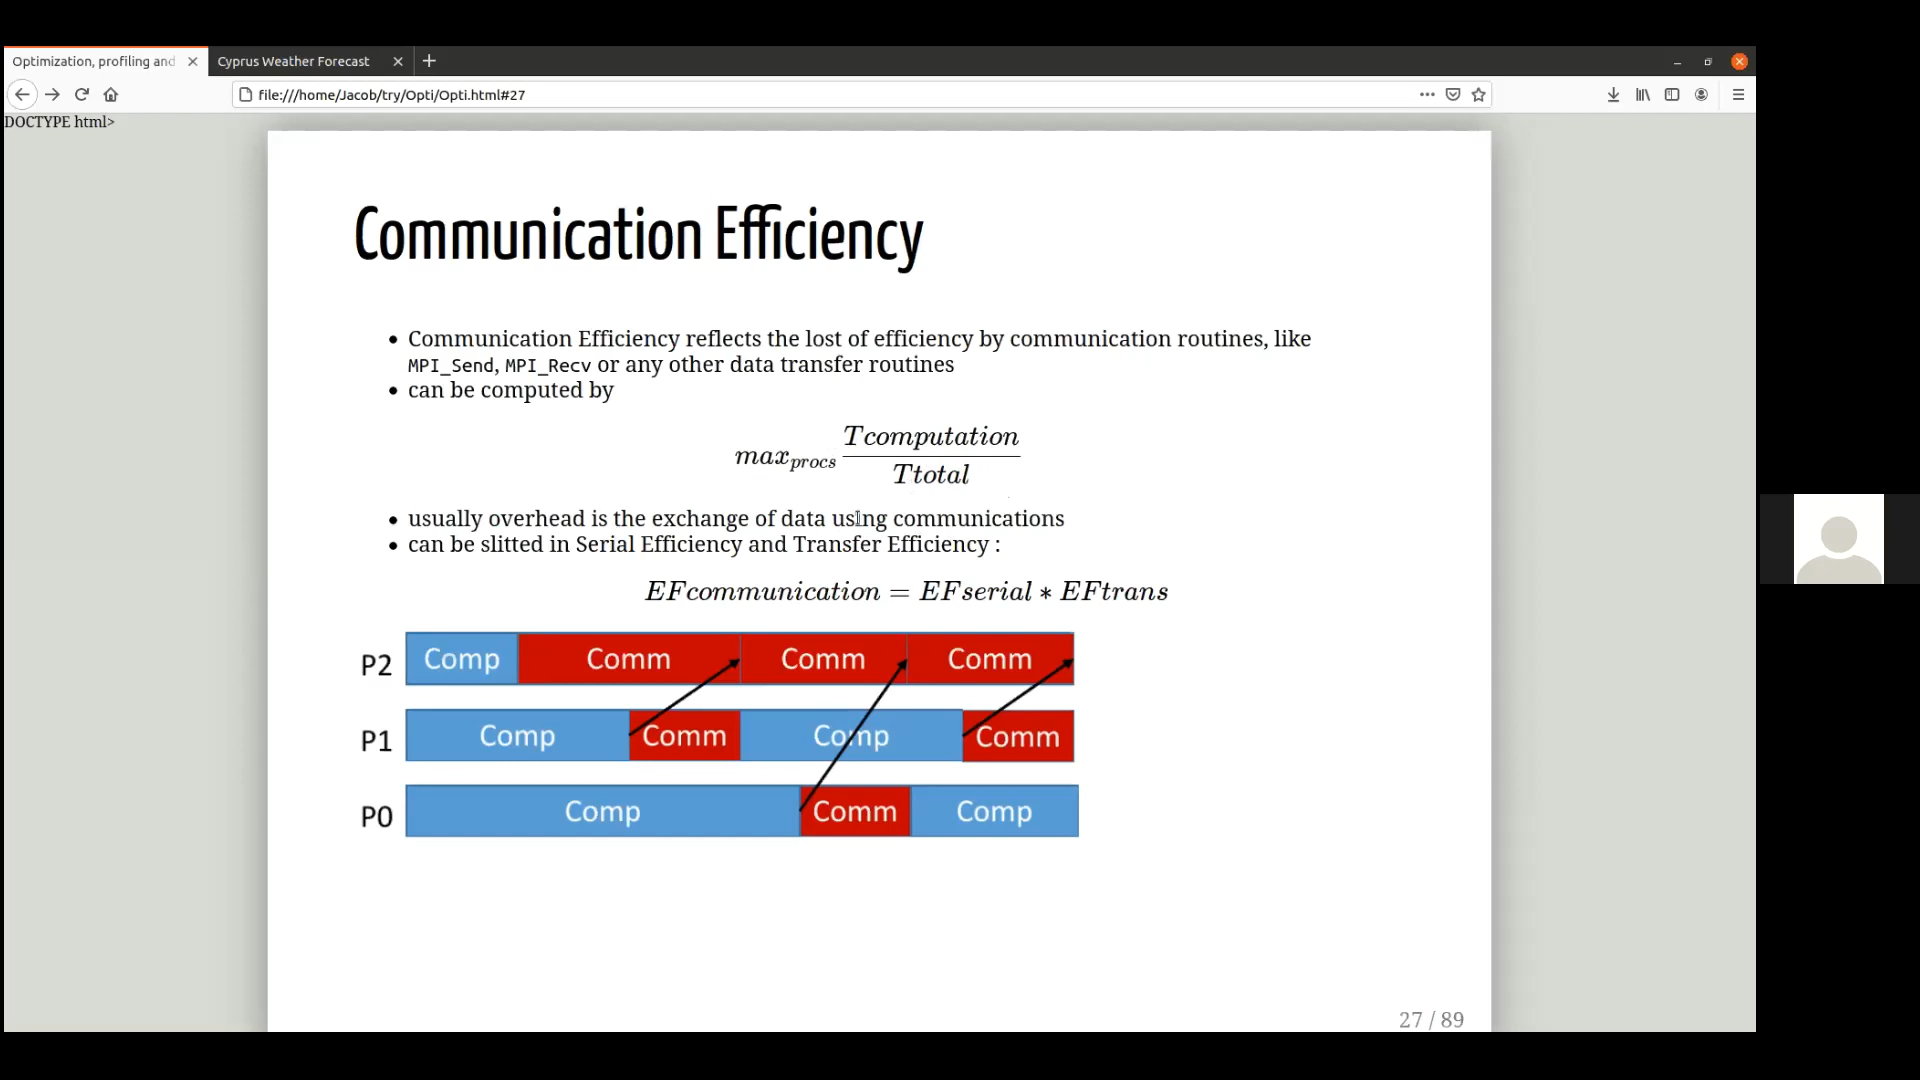 Optimization, profiling and
Cyprus Weather Forecast
file:///home/Jacob/try/Opti/Opti.html#27
DOCTYPE html>
Communication Efficiency
• Communication Efficiency reflects the lost of efficiency by communication routines, like
MPI_Send, MPI_Recv or any other data transfer routines
• can be computed by
max_procs Tcomputation / Ttotal
• usually overhead is the exchange of data using communications
• can be slitted in Serial Efficiency and Transfer Efficiency :
EFcommunication = EFserial * EFtrans
P2 Comp Comm Comm Comm
P1 Comp Comm Comp Comm
P0 Comp Comm Comp
27 / 89